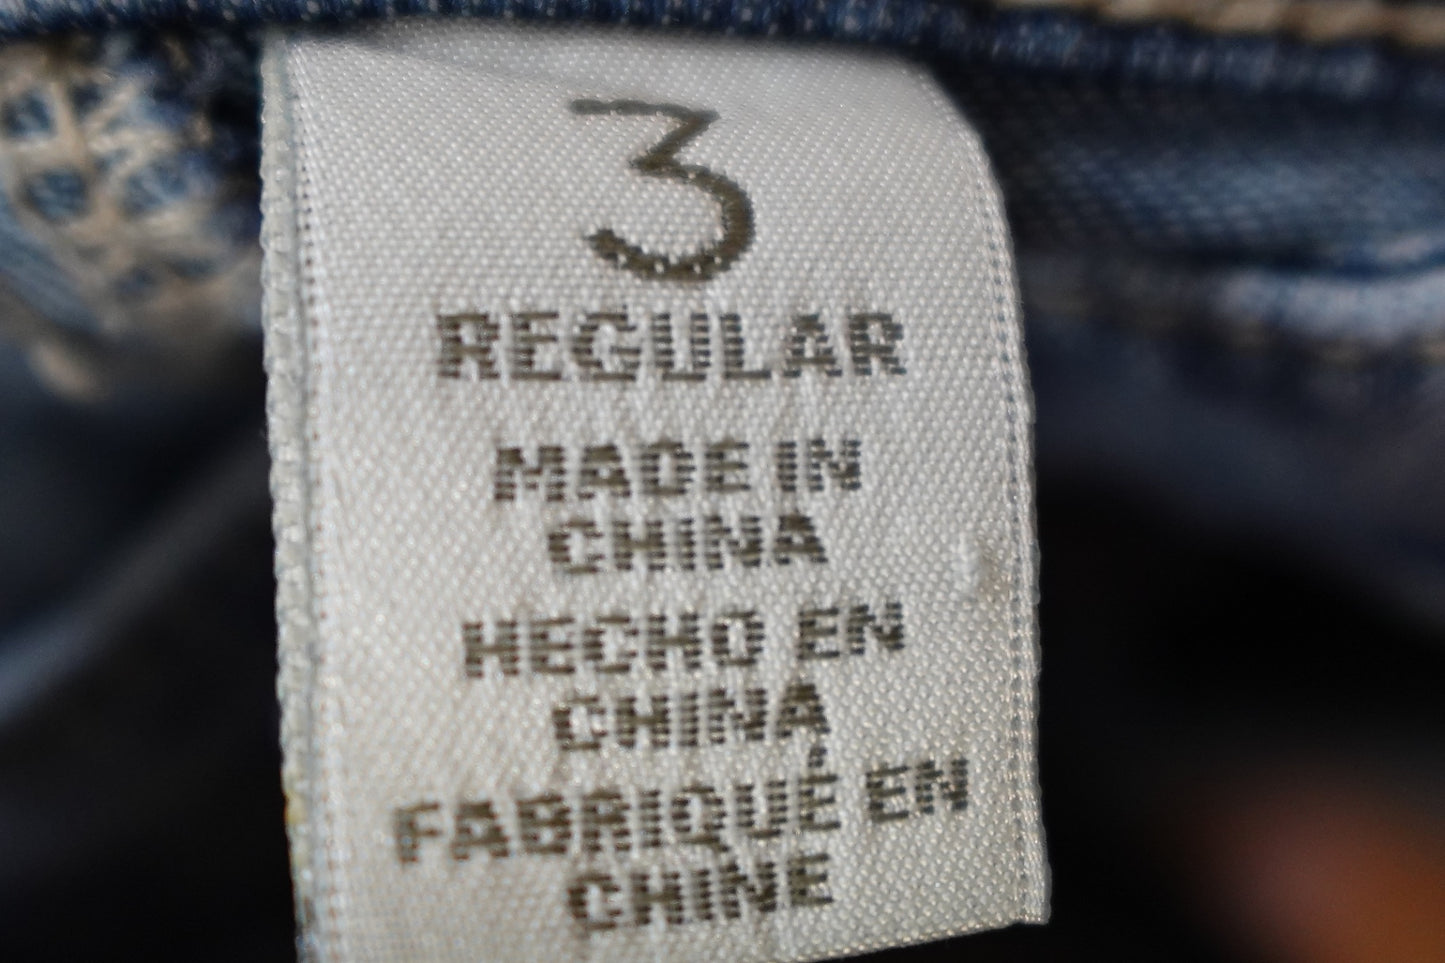 3
REGULAR
MADE IN
CHINA
HECHO EN
CHINA
FABRIQUÉ EN
CHINE